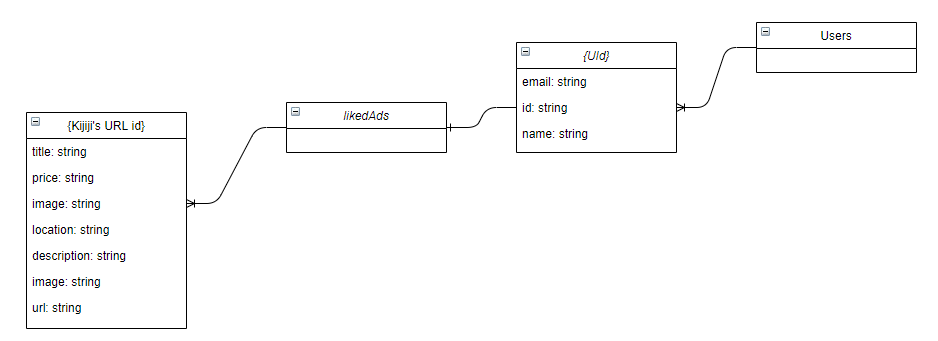 {Kijiji's URL id}
title: string
price: string
image: string
location: string
description: string
image: string
url: string
likedAds
{UId}
email: string
id: string
name: string
Users